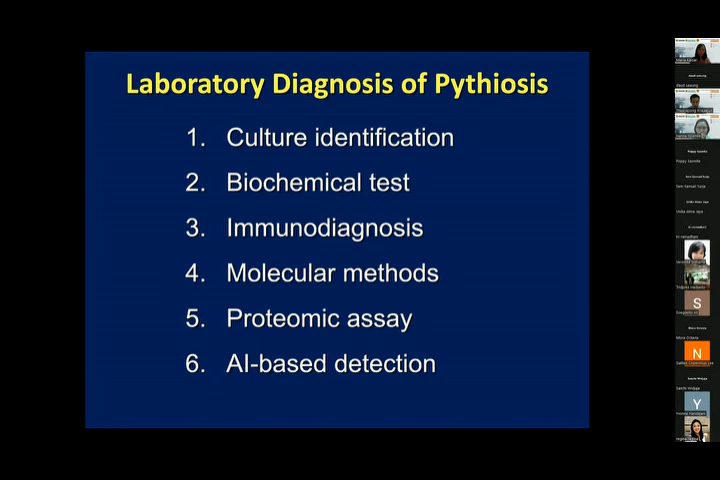 Laboratory Diagnosis of Pythiosis
1. Culture identification
2. Biochemical test
3. Immunodiagnosis
4. Molecular methods
5. Proteomic assay
6. AI-based detection
S
N
Y